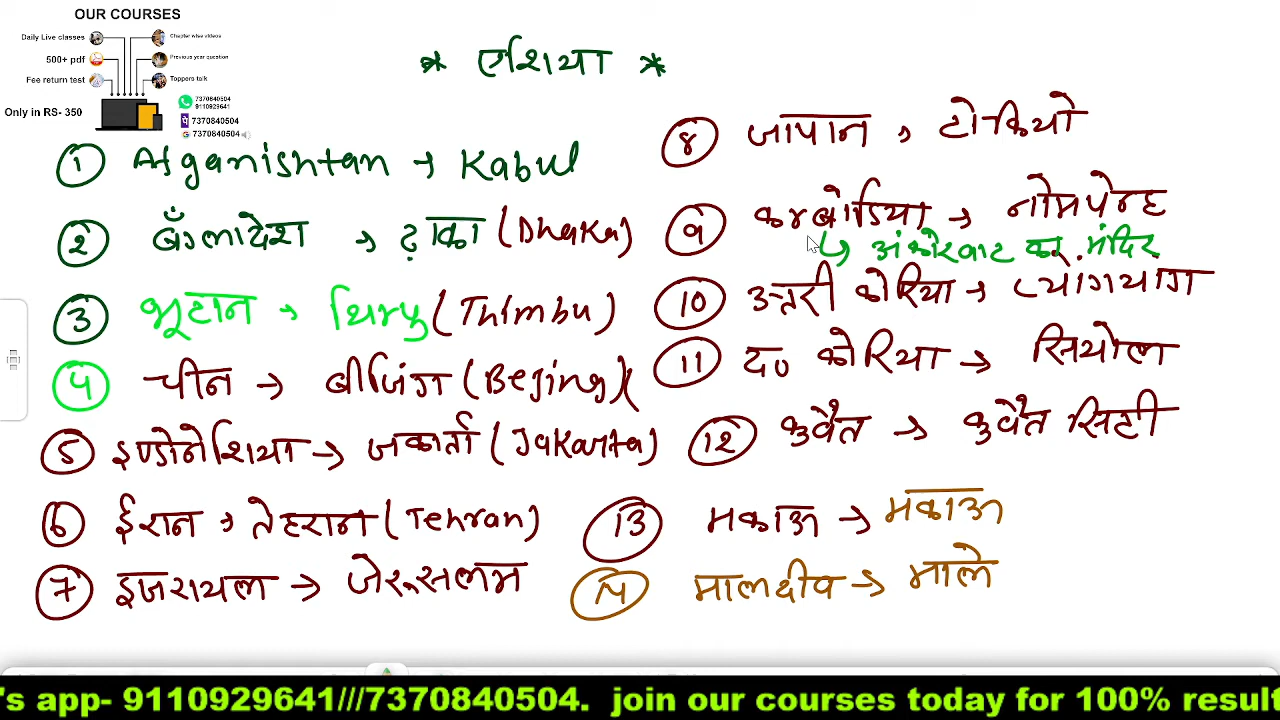 OUR COURSES
Daily Live classes
500+ pdf
Fee return test
Chapter wise videos
Previous year question
Toppers talk
Only in RS- 350
7370840504
9110929641
7370840504
7370840504
* एशिया *
1 Afganishtan → Kabul
2 बाँग्लादेश → ढ़ाका (Dhaka)
3 भूटान → थिम्पु (Thimbu)
4 चीन → बीजिंग (Bejing)
5 इण्डोनेशिया → जकार्ता (Jakarta)
6 ईरान → तेहरान (Tehran)
7 इजरायल → जेरूसलम
8 जापान → टोकियो
9 कम्बोडिया → नोमपेन्ह
↳ अंकोरवाट का मंदिर
10 उत्तरी कोरिया → प्योंगयांग
11 द० कोरिया → सियोल
12 कुवैत → कुवैत सिटी
13 मकाऊ → मकाऊ
14 मालदीव → माले
's app- 9110929641///7370840504. join our courses today for 100% result